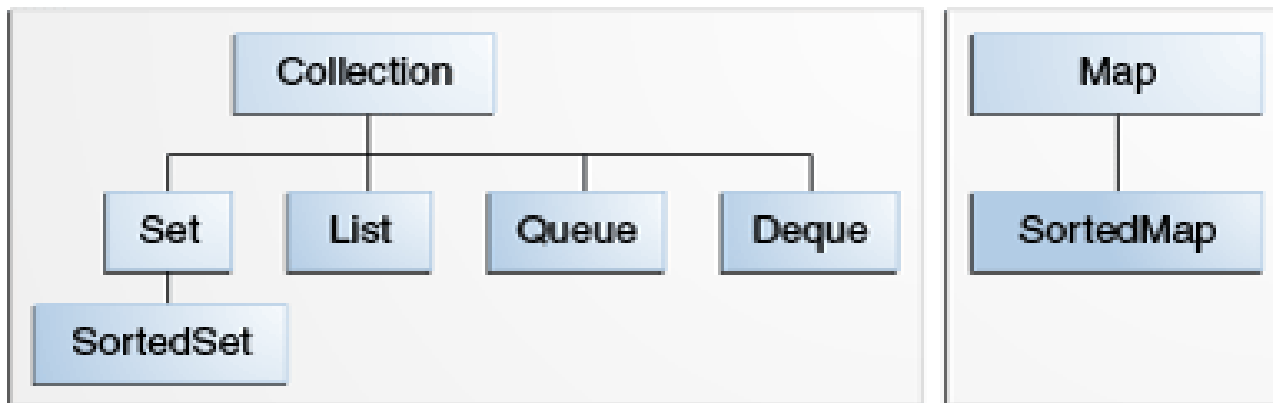 Collection
Map
Set
List
Queue
Deque
SortedMap
SortedSet